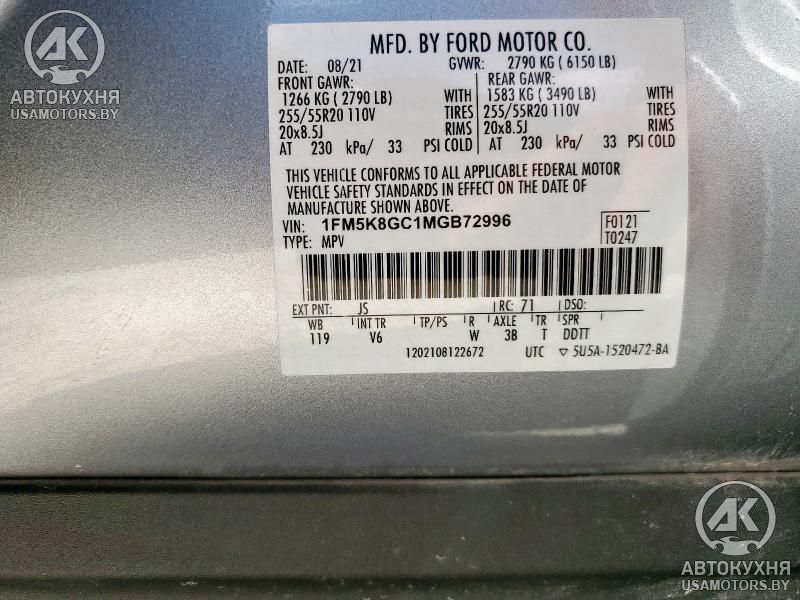 AK
АВТОКУХНЯ
USAMOTORS.BY
MFD. BY FORD MOTOR CO.
DATE: 08/21 GVWR: 2790 KG ( 6150 LB)
FRONT GAWR: REAR GAWR:
1266 KG ( 2790 LB) WITH 1583 KG ( 3490 LB) WITH
255/55R20 110V TIRES 255/55R20 110V TIRES
20x8.5J RIMS 20x8.5J RIMS
AT 230 kPa/ 33 PSI COLD AT 230 kPa/ 33 PSI COLD
THIS VEHICLE CONFORMS TO ALL APPLICABLE FEDERAL MOTOR
VEHICLE SAFETY STANDARDS IN EFFECT ON THE DATE OF
MANUFACTURE SHOWN ABOVE.
VIN: 1FM5K8GC1MGB72996 F0121
TYPE: MPV T0247
EXT PNT: JS RC: 71 DSO:
WB INT TR TP/PS R AXLE TR SPR
119 V6 W 3B T DDTT
1202108122672 UTC ▽ 5U5A-1520472-BA
AK
АВТОКУХНЯ
USAMOTORS.BY